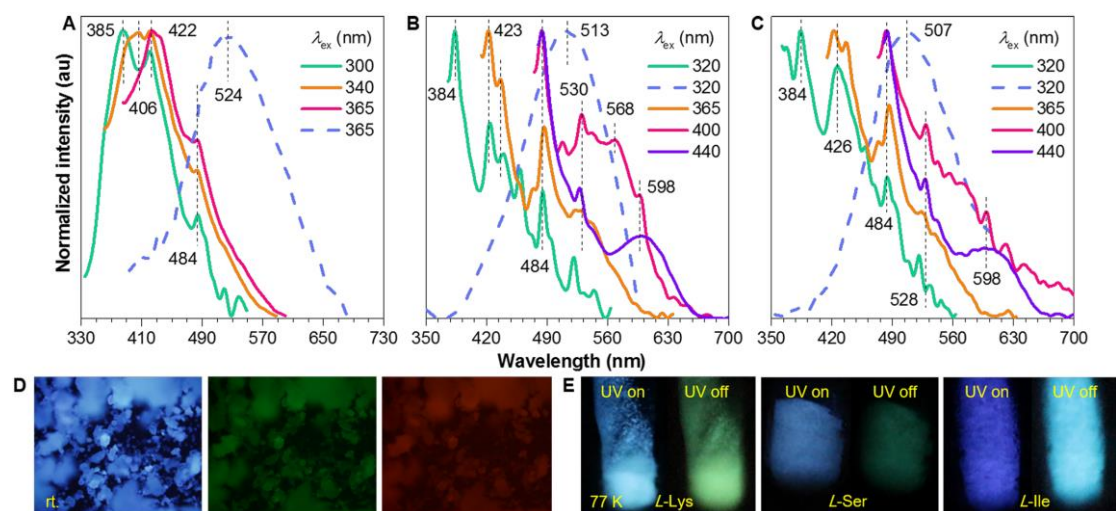 A
385
422
λex (nm)
300
340
365
365
406
524
484
330 410 490 570 650 730
B
423
513
λex (nm)
320
320
365
400
440
384
530
568
598
484
350 420 490 560 630 700
C
507
λex (nm)
320
320
365
400
440
384
426
484
528
598
350 420 490 560 630 700
Normalized intensity (au)
Wavelength (nm)
D
rt.
E
UV on UV off
77 K L-Lys
UV on UV off
L-Ser
UV on UV off
L-Ile